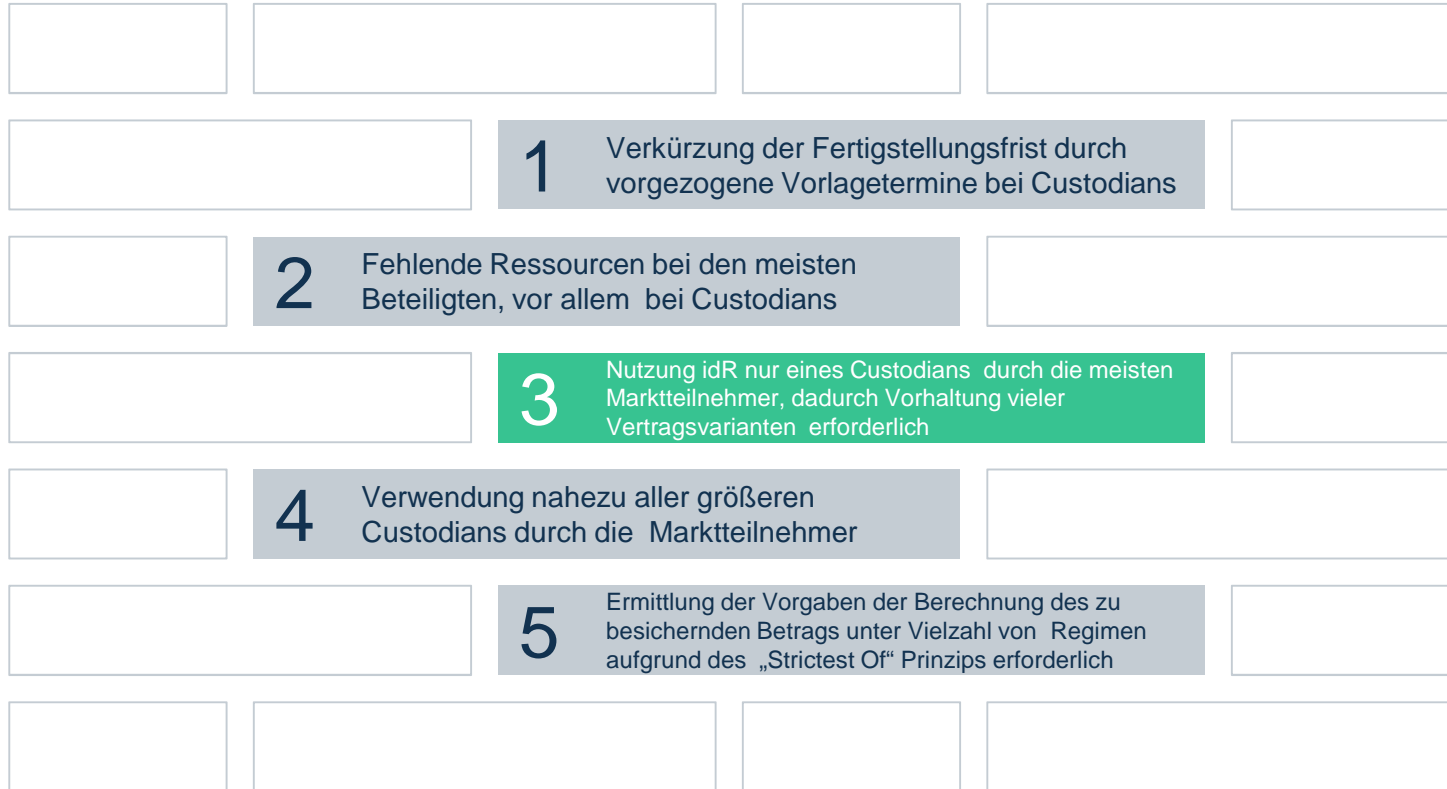 1
Verkürzung der Fertigstellungsfrist durch
vorgezogene Vorlagetermine bei Custodians
2
Fehlende Ressourcen bei den meisten
Beteiligten, vor allem  bei Custodians
3
Nutzung idR nur eines Custodians  durch die meisten
Marktteilnehmer, dadurch Vorhaltung vieler
Vertragsvarianten  erforderlich
4
Verwendung nahezu aller größeren
Custodians durch die  Marktteilnehmer
5
Ermittlung der Vorgaben der Berechnung des zu
besichernden Betrags unter Vielzahl von  Regimen
aufgrund des  „Strictest Of“ Prinzips erforderlich